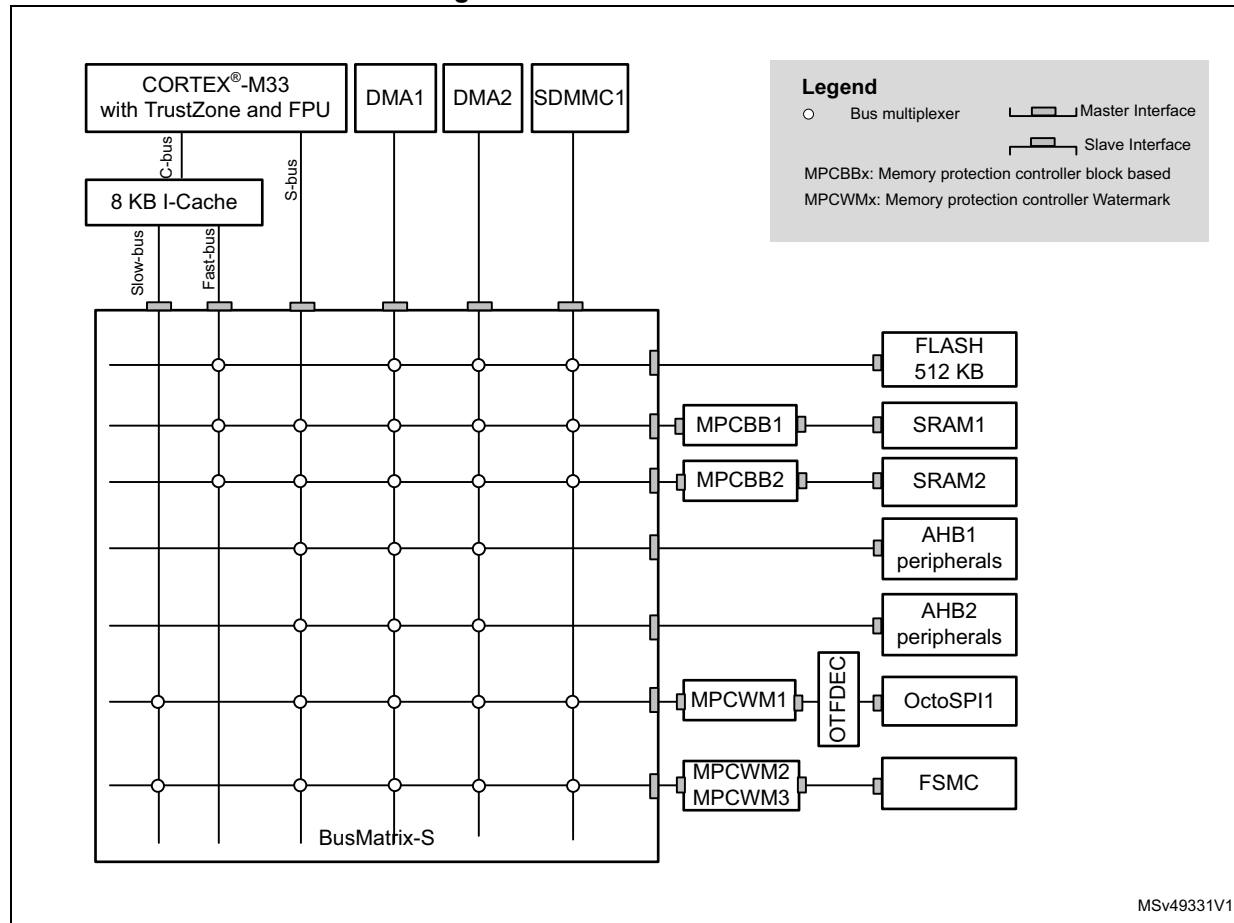 CORTEX®-M33
with TrustZone and FPU
DMA1
DMA2
SDMMC1
Legend
Bus multiplexer
Master Interface
Slave Interface
MPCBBx: Memory protection controller block based
MPCWMx: Memory protection controller Watermark
C-bus
S-bus
8 KB I-Cache
Slow-bus
Fast-bus
FLASH
512 KB
MPCBB1
SRAM1
MPCBB2
SRAM2
AHB1
peripherals
AHB2
peripherals
MPCWM1
OTFDEC
OctoSPI1
MPCWM2
MPCWM3
FSMC
BusMatrix-S
MSv49331V1